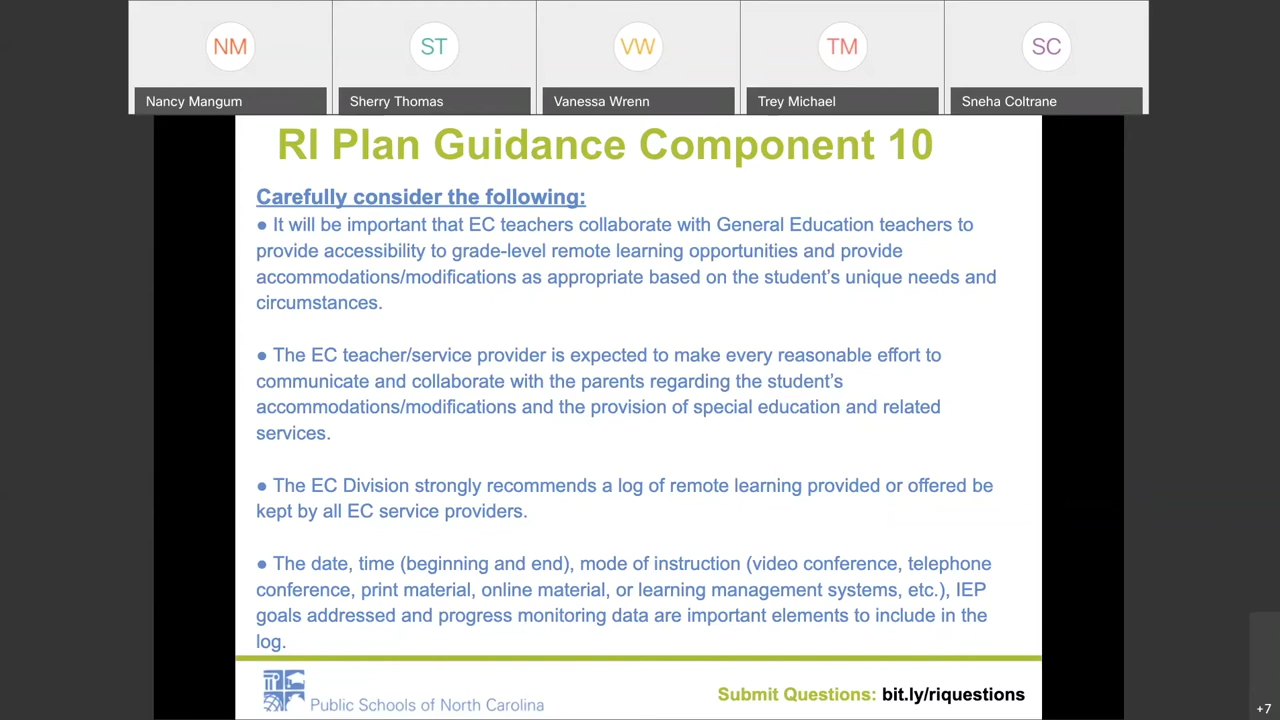 NM
ST
VW
TM
SC
Nancy Mangum
Sherry Thomas
Vanessa Wrenn
Trey Michael
Sneha Coltrane
RI Plan Guidance Component 10
Carefully consider the following:
● It will be important that EC teachers collaborate with General Education teachers to
provide accessibility to grade-level remote learning opportunities and provide
accommodations/modifications as appropriate based on the student’s unique needs and
circumstances.
● The EC teacher/service provider is expected to make every reasonable effort to
communicate and collaborate with the parents regarding the student’s
accommodations/modifications and the provision of special education and related
services.
● The EC Division strongly recommends a log of remote learning provided or offered be
kept by all EC service providers.
● The date, time (beginning and end), mode of instruction (video conference, telephone
conference, print material, online material, or learning management systems, etc.), IEP
goals addressed and progress monitoring data are important elements to include in the
log.
Public Schools of North Carolina
Submit Questions: bit.ly/riquestions
+7